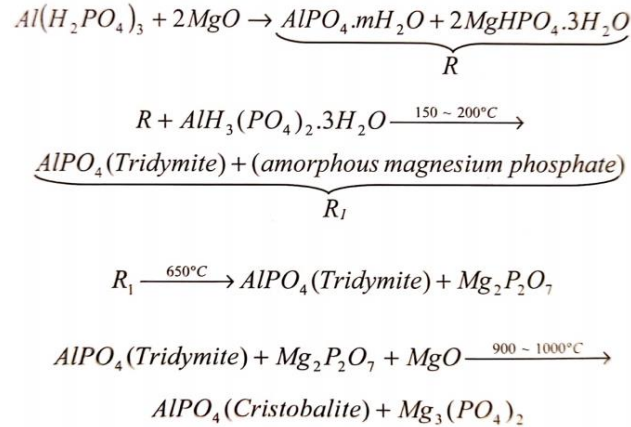 Al(H₂PO₄)₃ + 2MgO → AlPO₄.mH₂O + 2MgHPO₄.3H₂O
R
R + AlH₃(PO₄)₂.3H₂O 150 ~ 200°C →
AlPO₄(Tridymite) + (amorphous magnesium phosphate)
R₁
R₁ 650°C → AlPO₄(Tridymite) + Mg₂P₂O₇
AlPO₄(Tridymite) + Mg₂P₂O₇ + MgO 900 ~ 1000°C →
AlPO₄(Cristobalite) + Mg₃(PO₄)₂